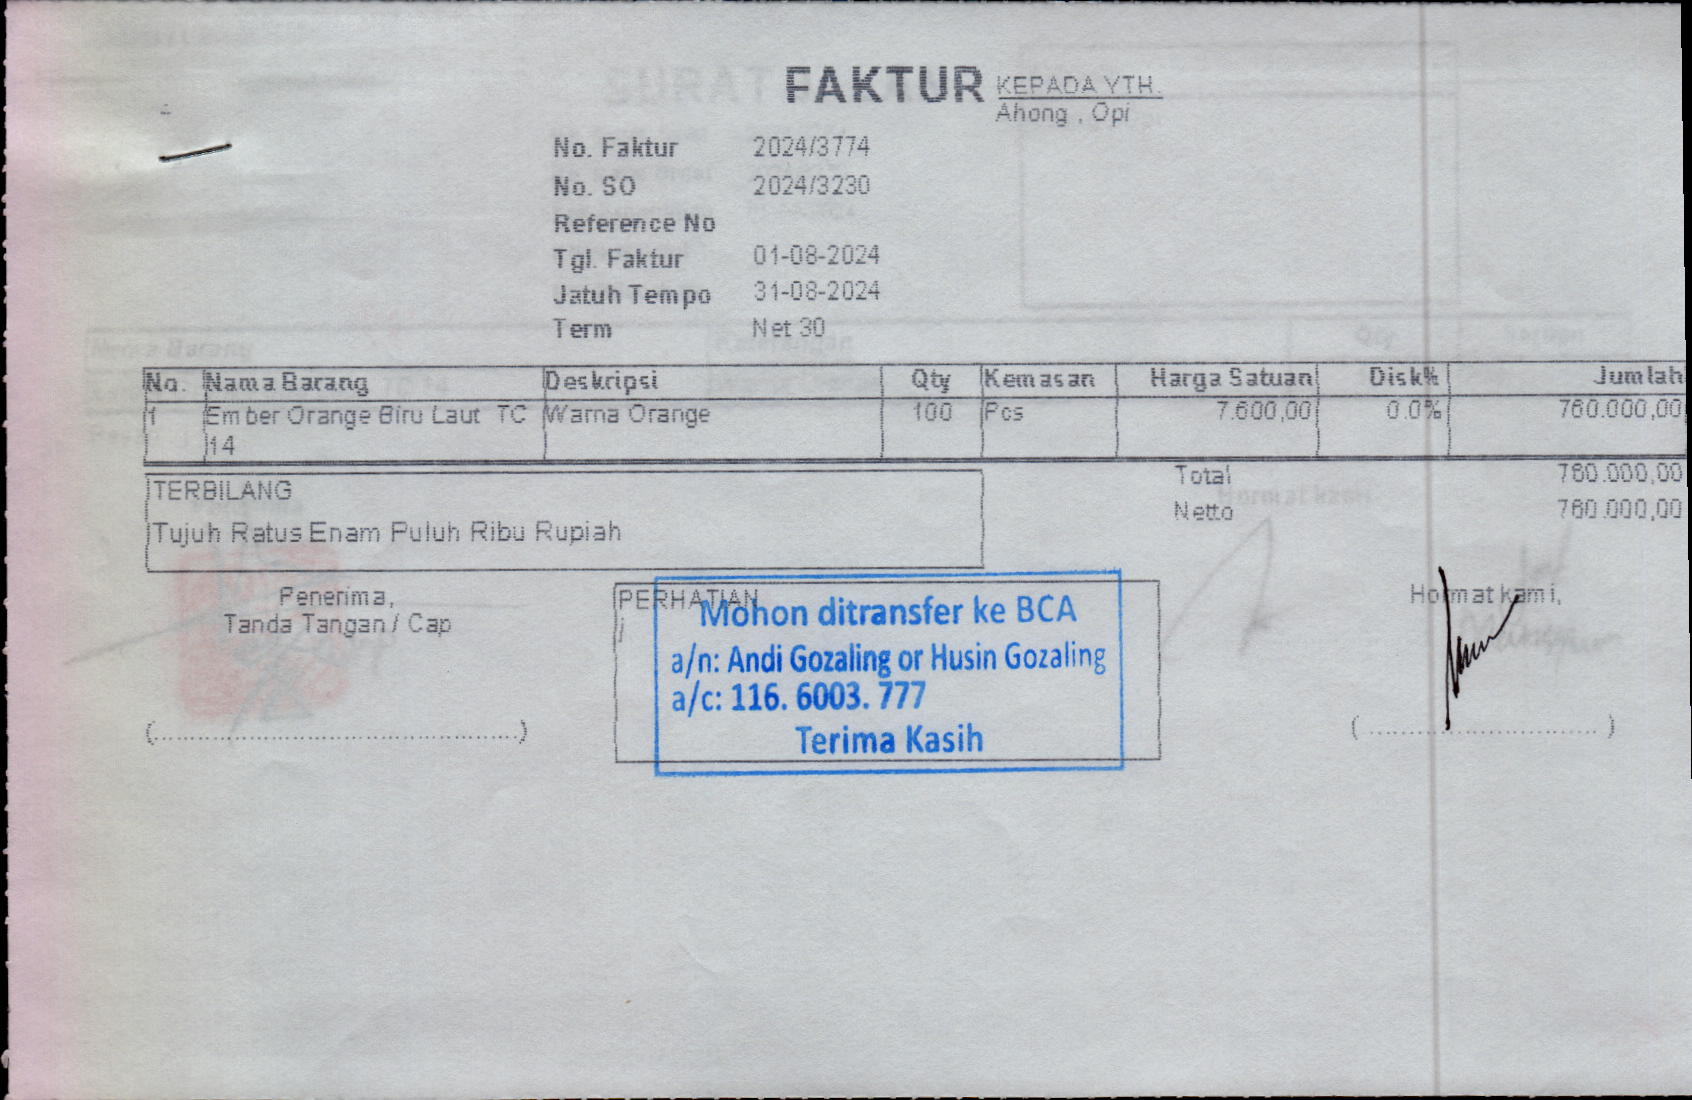 FAKTUR
KEPADA YTH.
Ahong , Opi
No. Faktur 2024/3774
No. SO 2024/3230
Reference No
Tgl. Faktur 01-08-2024
Jatuh Tempo 31-08-2024
Term Net 30
No. Nama Barang Deskripsi Qty Kemasan Harga Satuan Disk% Jumlah
1 Ember Orange Biru Laut TC Warna Orange 100 Pcs 7.600,00 0.0% 760.000,00
14
Total 760.000,00
TERBILANG
Netto 760.000,00
Tujuh Ratus Enam Puluh Ribu Rupiah
Penerima,
Tanda Tangan / Cap
PERHATIAN
Mohon ditransfer ke BCA
a/n: Andi Gozaling or Husin Gozaling
a/c: 116. 6003. 777
Terima Kasih
Hormat kami,
(..............................................)
(..............................)